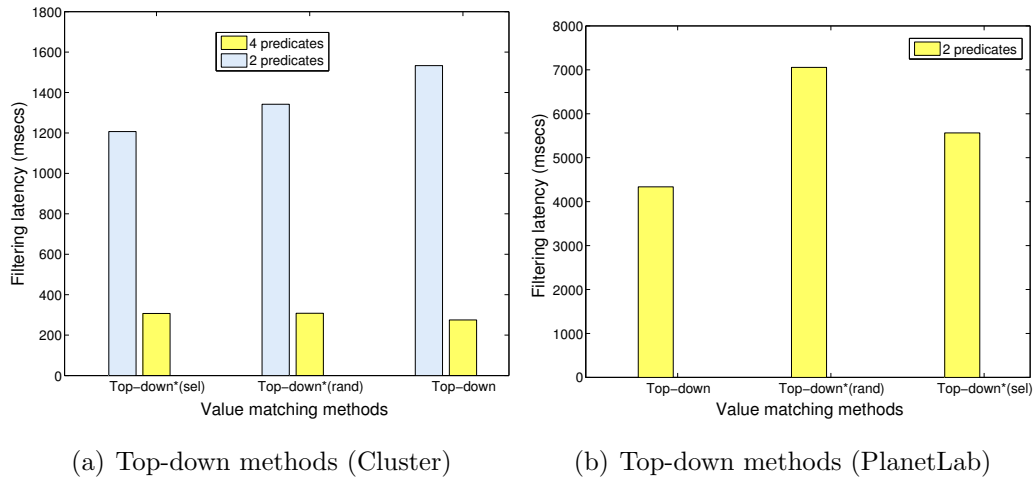 1800
1600
1400
1200
1000
800
600
400
200
0
Filtering latency (msecs)
4 predicates
2 predicates
Top-down*(sel) Top-down*(rand) Top-down
Value matching methods
(a) Top-down methods (Cluster)
8000
7000
6000
5000
4000
3000
2000
1000
0
Filtering latency (msecs)
2 predicates
Top-down Top-down*(rand) Top-down*(sel)
Value matching methods
(b) Top-down methods (PlanetLab)